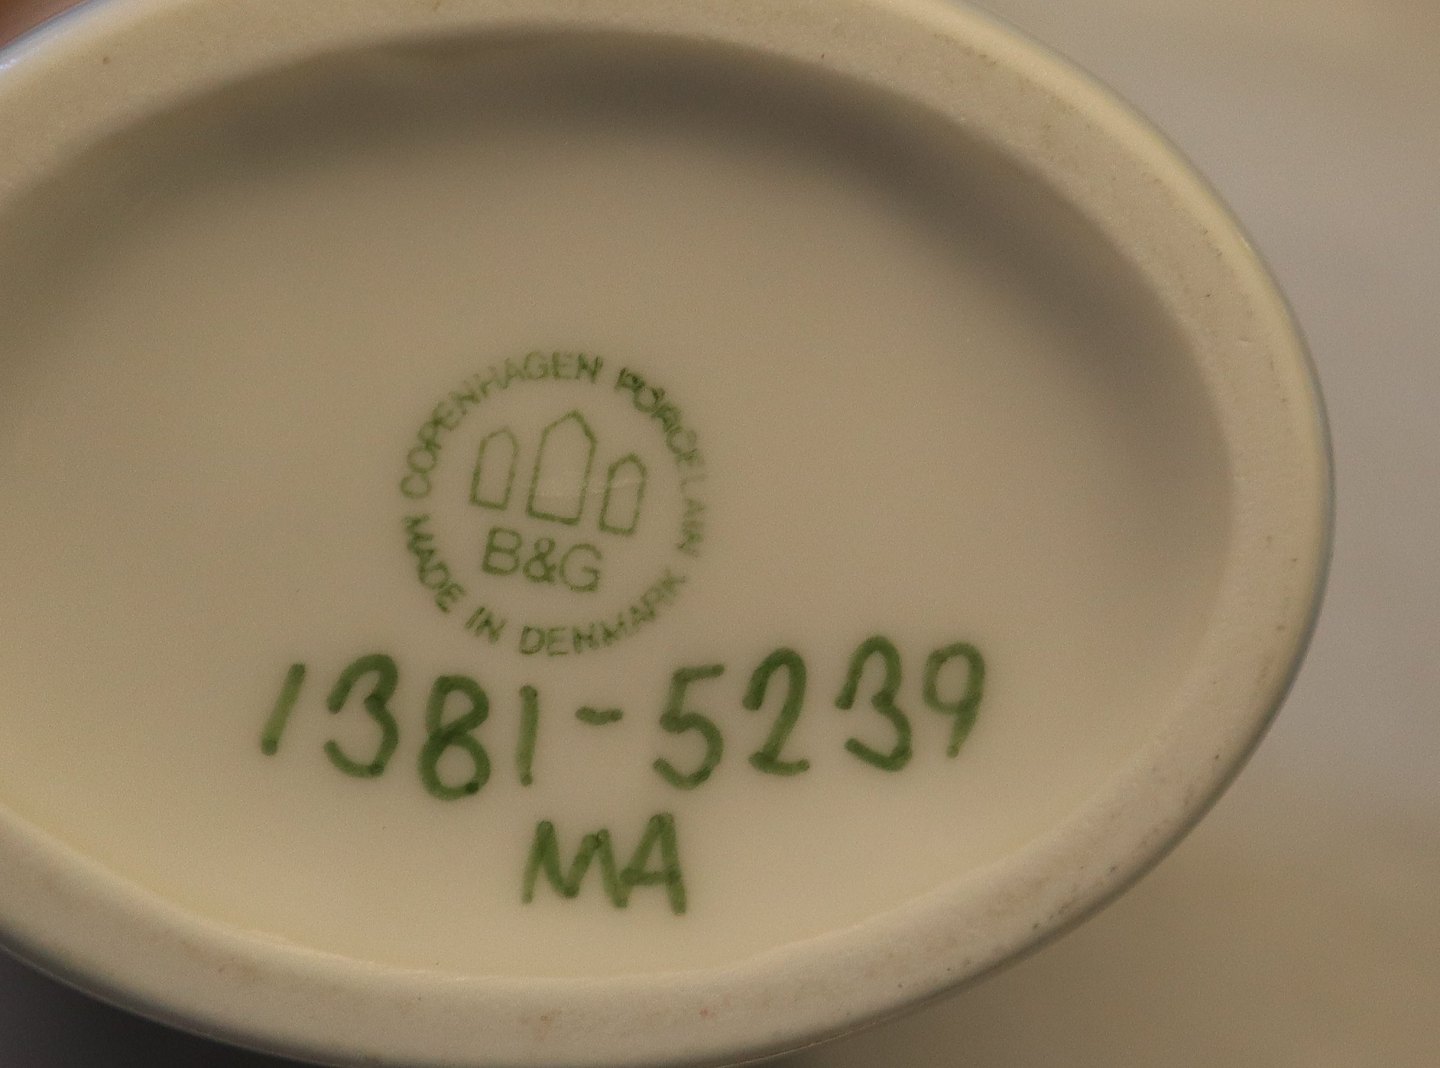 COPENHAGEN PORCELAIN
B&G
MADE IN DENMARK
1381-5239
MA